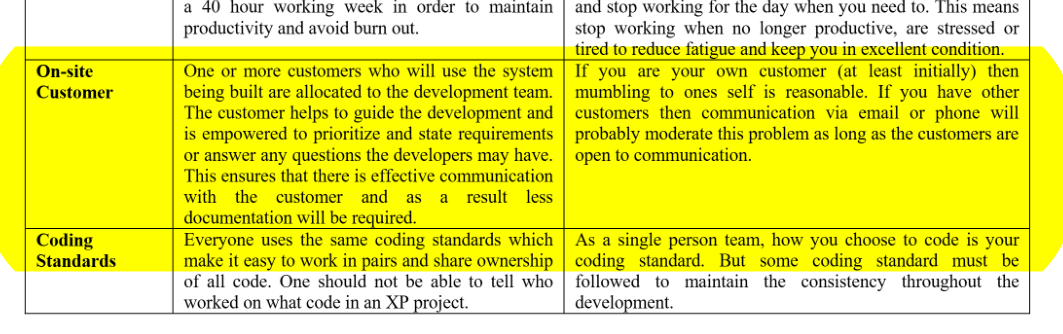 a 40 hour working week in order to maintain
productivity and avoid burn out.
and stop working for the day when you need to. This means
stop working when no longer productive, are stressed or
tired to reduce fatigue and keep you in excellent condition.
On-site
Customer
One or more customers who will use the system
being built are allocated to the development team.
The customer helps to guide the development and
is empowered to prioritize and state requirements
or answer any questions the developers may have.
This ensures that there is effective communication
with the customer and as a result less
documentation will be required.
If you are your own customer (at least initially) then
mumbling to ones self is reasonable. If you have other
customers then communication via email or phone will
probably moderate this problem as long as the customers are
open to communication.
Coding
Standards
Everyone uses the same coding standards which
make it easy to work in pairs and share ownership
of all code. One should not be able to tell who
worked on what code in an XP project.
As a single person team, how you choose to code is your
coding standard. But some coding standard must be
followed to maintain the consistency throughout the
development.